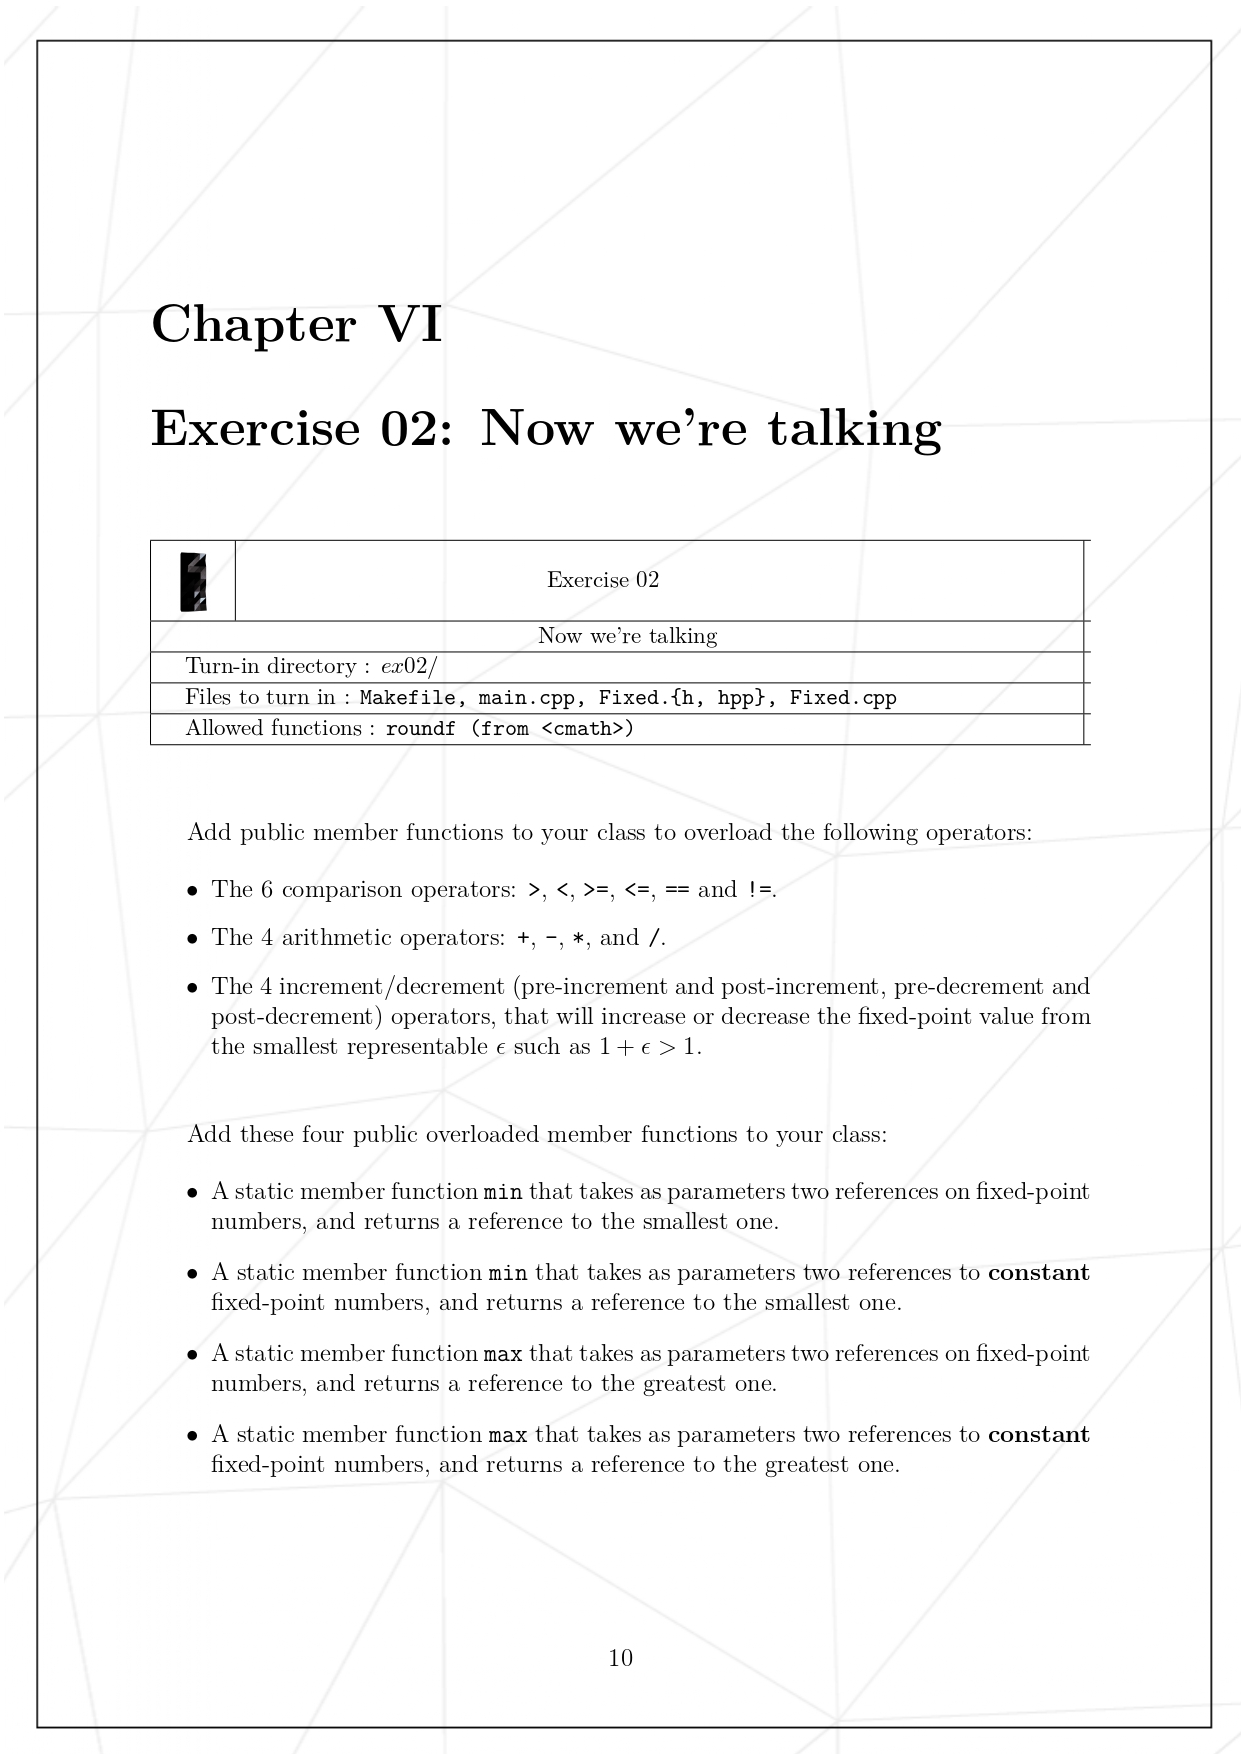 Chapter VI
Exercise 02: Now we're talking
Exercise 02
Now we're talking
Turn-in directory : ex02/
Files to turn in : Makefile, main.cpp, Fixed.{h, hpp}, Fixed.cpp
Allowed functions : roundf (from <cmath>)
Add public member functions to your class to overload the following operators:
• The 6 comparison operators: >, <, >=, <=, == and !=.
• The 4 arithmetic operators: +, -, *, and /.
• The 4 increment/decrement (pre-increment and post-increment, pre-decrement and
post-decrement) operators, that will increase or decrease the fixed-point value from
the smallest representable ϵ such as 1 + ϵ > 1.
Add these four public overloaded member functions to your class:
• A static member function min that takes as parameters two references on fixed-point
numbers, and returns a reference to the smallest one.
• A static member function min that takes as parameters two references to constant
fixed-point numbers, and returns a reference to the smallest one.
• A static member function max that takes as parameters two references on fixed-point
numbers, and returns a reference to the greatest one.
• A static member function max that takes as parameters two references to constant
fixed-point numbers, and returns a reference to the greatest one.
10